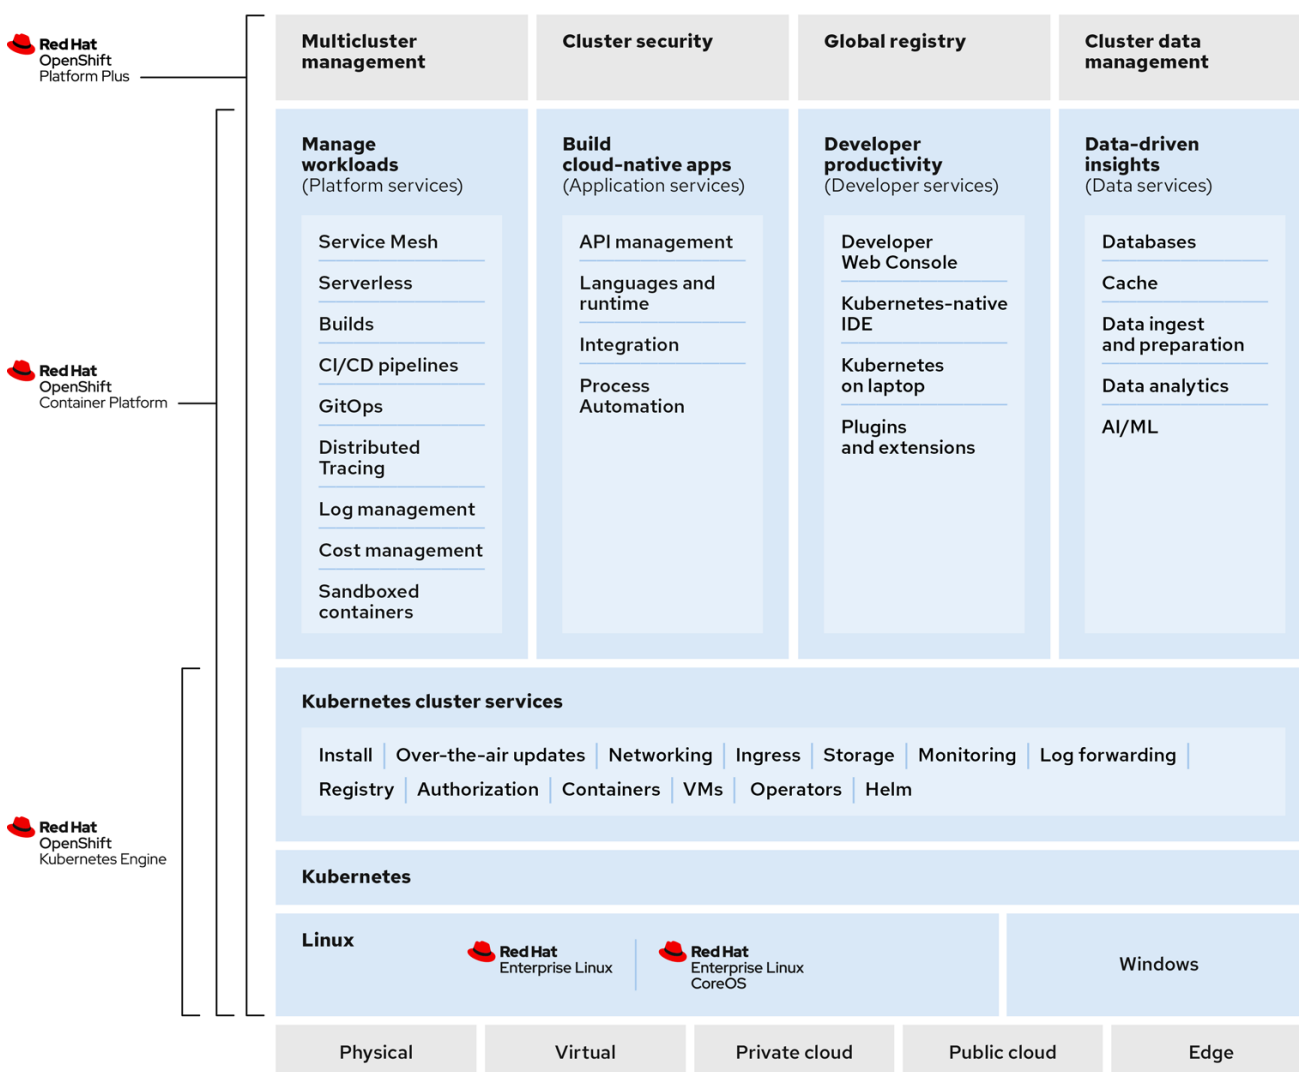 Red Hat
OpenShift
Platform Plus
Multicluster
management
Cluster security
Global registry
Cluster data
management
Red Hat
OpenShift
Container Platform
Manage
workloads
(Platform services)
Service Mesh
Serverless
Builds
CI/CD pipelines
GitOps
Distributed
Tracing
Log management
Cost management
Sandboxed
containers
Build
cloud-native apps
(Application services)
API management
Languages and
runtime
Integration
Process
Automation
Developer
productivity
(Developer services)
Developer
Web Console
Kubernetes-native
IDE
Kubernetes
on laptop
Plugins
and extensions
Data-driven
insights
(Data services)
Databases
Cache
Data ingest
and preparation
Data analytics
AI/ML
Red Hat
OpenShift
Kubernetes Engine
Kubernetes cluster services
Install Over-the-air updates Networking Ingress Storage Monitoring Log forwarding
Registry Authorization Containers VMs Operators Helm
Kubernetes
Linux
Red Hat
Enterprise Linux
Red Hat
Enterprise Linux
CoreOS
Windows
Physical
Virtual
Private cloud
Public cloud
Edge